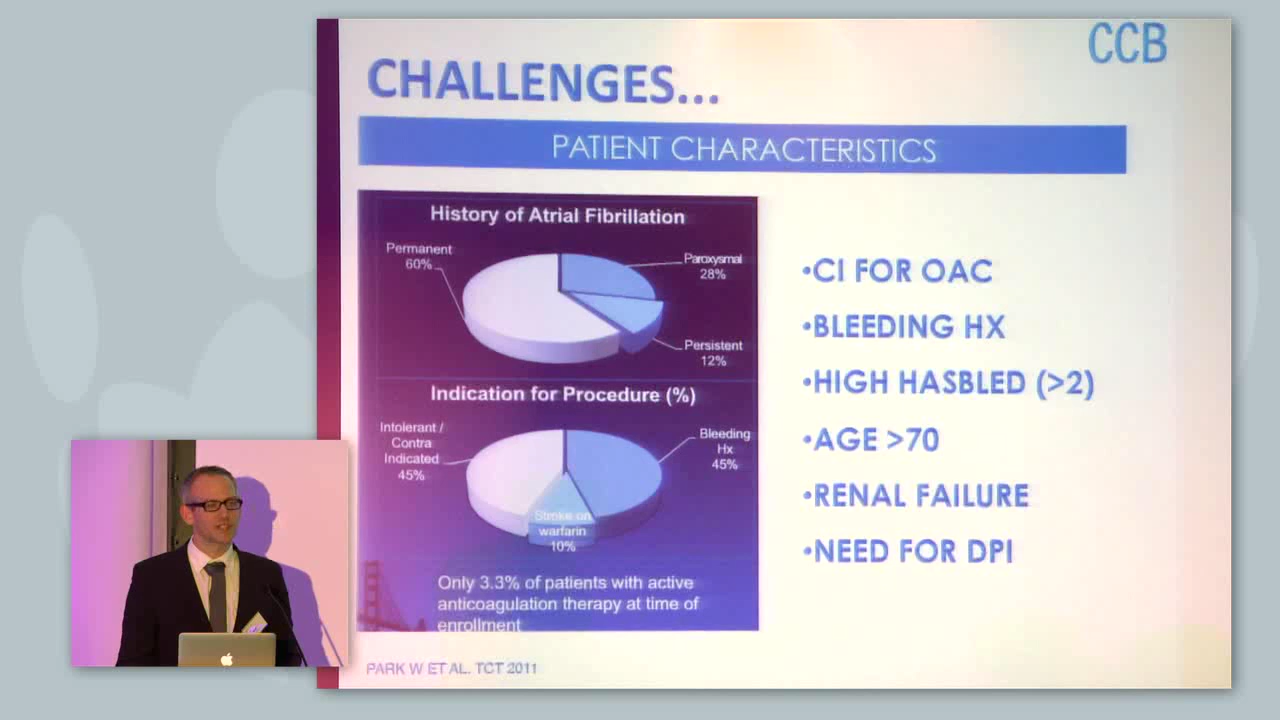 CCB
CHALLENGES...
PATIENT CHARACTERISTICS
History of Atrial Fibrillation
Permanent
60%
Paroxysmal
28%
Persistent
12%
Indication for Procedure (%)
Intolerant /
Contra
Indicated
45%
Bleeding
Hx
45%
Stroke on
warfarin
10%
Only 3.3% of patients with active
anticoagulation therapy at time of
enrollment
•CI FOR OAC
•BLEEDING HX
•HIGH HASBLED (>2)
•AGE >70
•RENAL FAILURE
•NEED FOR DPI
PARK W ET AL. TCT 2011